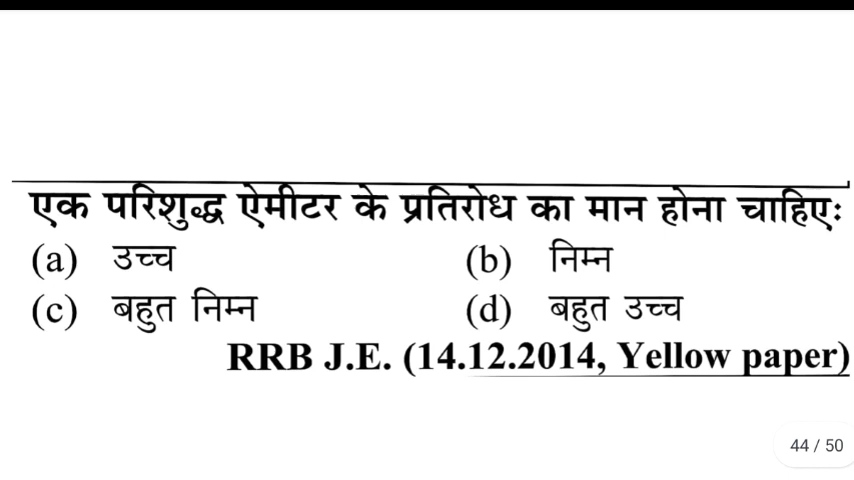 एक परिशुद्ध ऐमीटर के प्रतिरोध का मान होना चाहिएः
(a) उच्च (b) निम्न
(c) बहुत निम्न (d) बहुत उच्च
RRB J.E. (14.12.2014, Yellow paper)
44 / 50